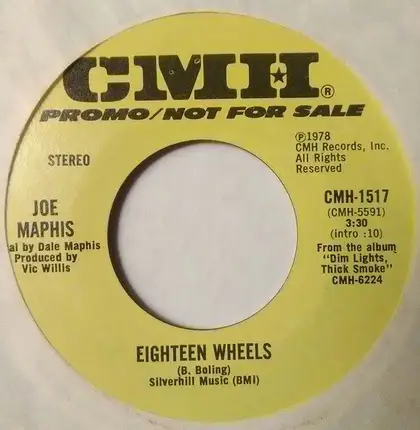 CMH®
PROMO/NOT FOR SALE
STEREO
℗1978
CMH Records, Inc.
All Rights
Reserved
JOE
MAPHIS
al by Dale Maphis
Produced by
Vic Willis
CMH-1517
(CMH-5591)
3:30
(intro :10)
From the album
"Dim Lights,
Thick Smoke"
CMH-6224
EIGHTEEN WHEELS
(B. Boling)
Silverhill Music (BMI)